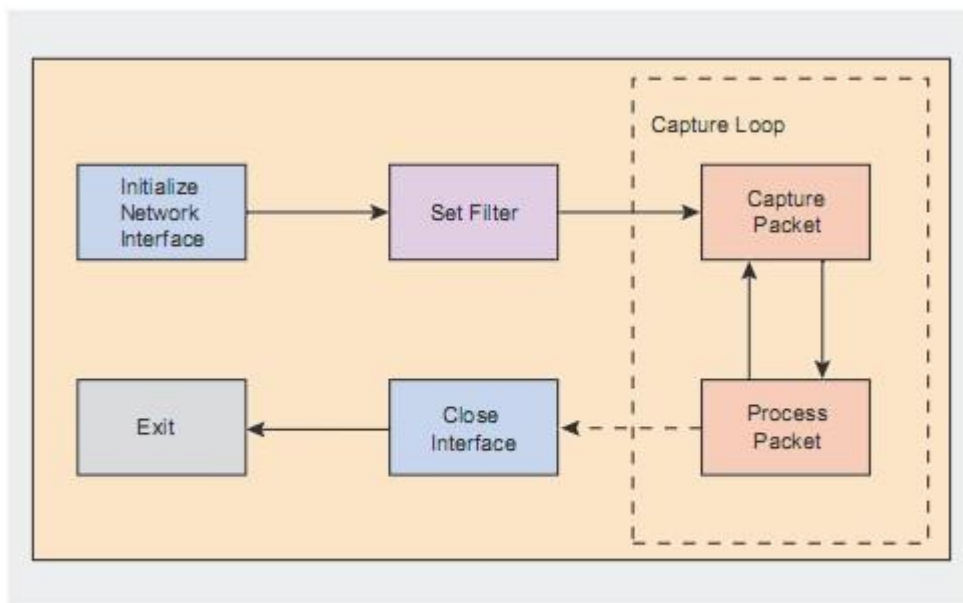 Capture Loop
Initialize
Network
Interface
Set Filter
Capture
Packet
Exit
Close
Interface
Process
Packet